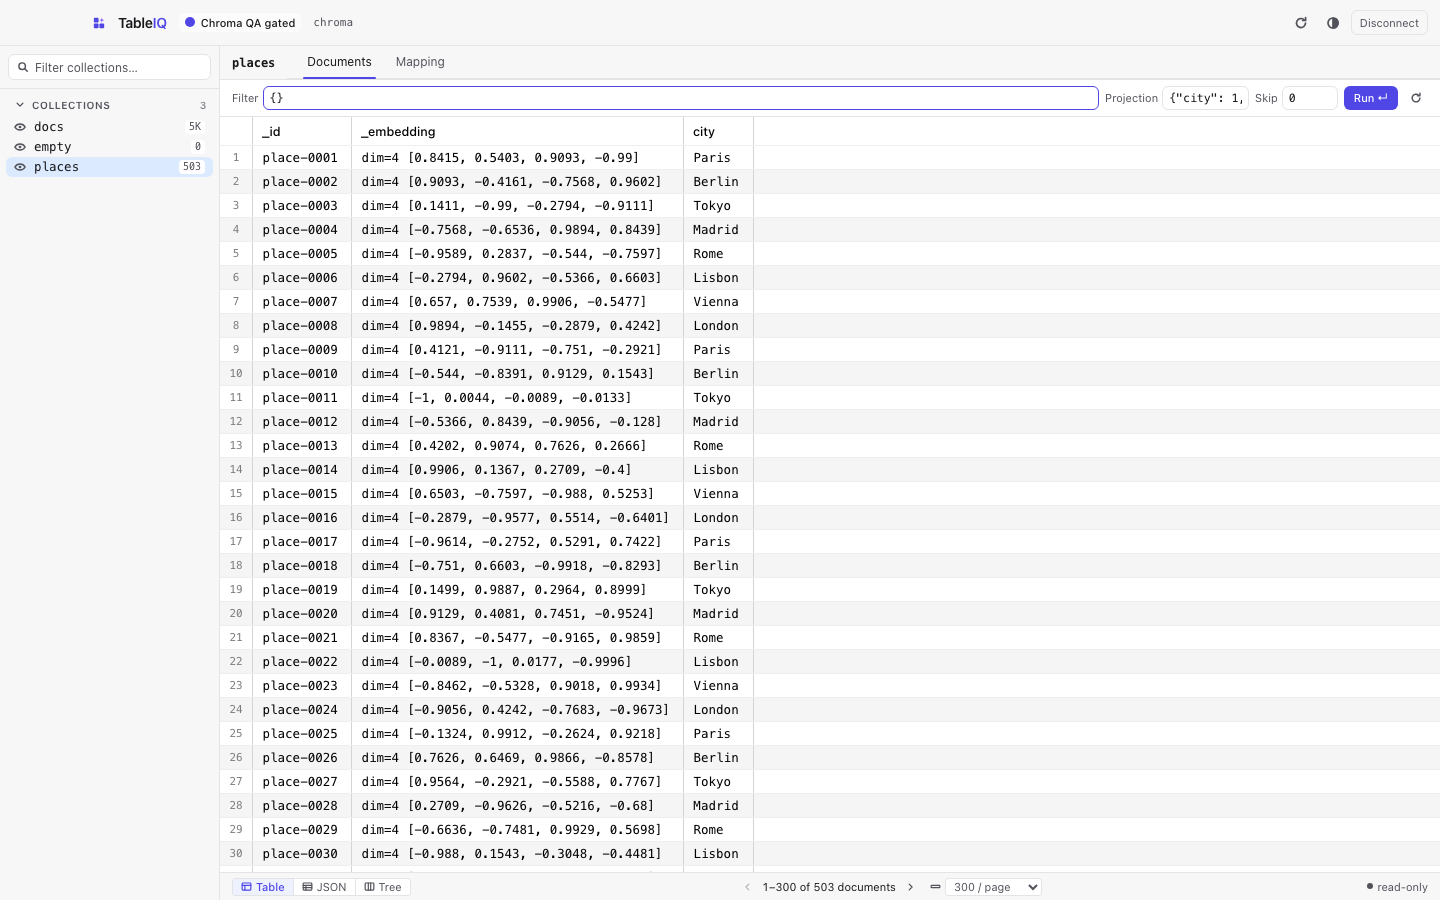 TableIQ
Chroma QA gated
chroma
Disconnect
Filter collections...
COLLECTIONS 3
docs 5K
empty 0
places 503
places
Documents
Mapping
Filter {}
Projection {"city": 1,
Skip 0
Run
_id _embedding city
1 place-0001 dim=4 [0.8415, 0.5403, 0.9093, -0.99] Paris
2 place-0002 dim=4 [0.9093, -0.4161, -0.7568, 0.9602] Berlin
3 place-0003 dim=4 [0.1411, -0.99, -0.2794, -0.9111] Tokyo
4 place-0004 dim=4 [-0.7568, -0.6536, 0.9894, 0.8439] Madrid
5 place-0005 dim=4 [-0.9589, 0.2837, -0.544, -0.7597] Rome
6 place-0006 dim=4 [-0.2794, 0.9602, -0.5366, 0.6603] Lisbon
7 place-0007 dim=4 [0.657, 0.7539, 0.9906, -0.5477] Vienna
8 place-0008 dim=4 [0.9894, -0.1455, -0.2879, 0.4242] London
9 place-0009 dim=4 [0.4121, -0.9111, -0.751, -0.2921] Paris
10 place-0010 dim=4 [-0.544, -0.8391, 0.9129, 0.1543] Berlin
11 place-0011 dim=4 [-1, 0.0044, -0.0089, -0.0133] Tokyo
12 place-0012 dim=4 [-0.5366, 0.8439, -0.9056, -0.128] Madrid
13 place-0013 dim=4 [0.4202, 0.9074, 0.7626, 0.2666] Rome
14 place-0014 dim=4 [0.9906, 0.1367, 0.2709, -0.4] Lisbon
15 place-0015 dim=4 [0.6503, -0.7597, -0.988, 0.5253] Vienna
16 place-0016 dim=4 [-0.2879, -0.9577, 0.5514, -0.6401] London
17 place-0017 dim=4 [-0.9614, -0.2752, 0.5291, 0.7422] Paris
18 place-0018 dim=4 [-0.751, 0.6603, -0.9918, -0.8293] Berlin
19 place-0019 dim=4 [0.1499, 0.9887, 0.2964, 0.8999] Tokyo
20 place-0020 dim=4 [0.9129, 0.4081, 0.7451, -0.9524] Madrid
21 place-0021 dim=4 [0.8367, -0.5477, -0.9165, 0.9859] Rome
22 place-0022 dim=4 [-0.0089, -1, 0.0177, -0.9996] Lisbon
23 place-0023 dim=4 [-0.8462, -0.5328, 0.9018, 0.9934] Vienna
24 place-0024 dim=4 [-0.9056, 0.4242, -0.7683, -0.9673] London
25 place-0025 dim=4 [-0.1324, 0.9912, -0.2624, 0.9218] Paris
26 place-0026 dim=4 [0.7626, 0.6469, 0.9866, -0.8578] Berlin
27 place-0027 dim=4 [0.9564, -0.2921, -0.5588, 0.7767] Tokyo
28 place-0028 dim=4 [0.2709, -0.9626, -0.5216, -0.68] Madrid
29 place-0029 dim=4 [-0.6636, -0.7481, 0.9929, 0.5698] Rome
30 place-0030 dim=4 [-0.988, 0.1543, -0.3048, -0.4481] Lisbon
Table
JSON
Tree
1–300 of 503 documents
300 / page
read-only